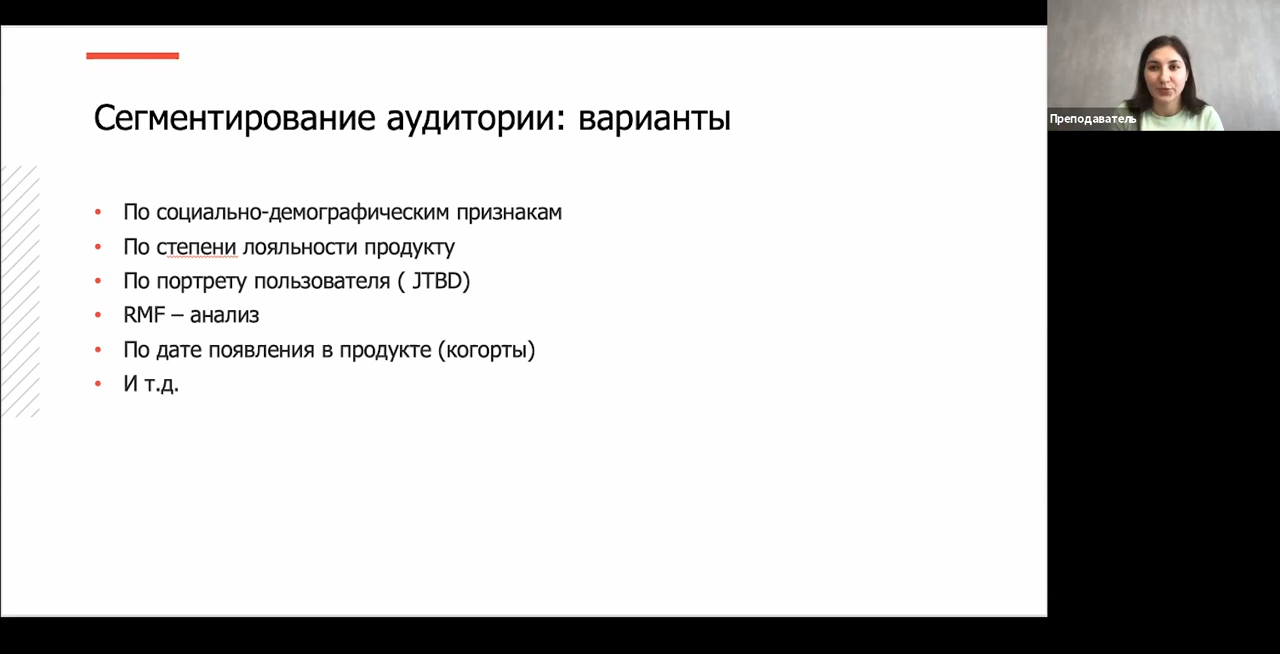 Сегментирование аудитории: варианты
• По социально-демографическим признакам
• По степени лояльности продукту
• По портрету пользователя ( JTBD)
• RMF – анализ
• По дате появления в продукте (когорты)
• И т.д.
Преподаватель